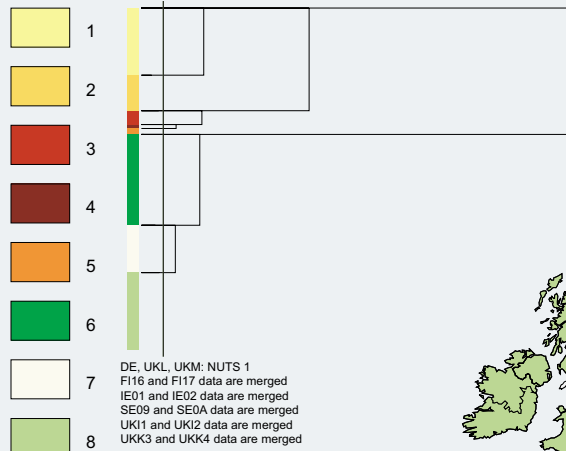 1
2
3
4
5
6
7
8
DE, UKL, UKM: NUTS 1
FI16 and FI17 data are merged
IE01 and IE02 data are merged
SE09 and SE0A data are merged
UKI1 and UKI2 data are merged
UKK3 and UKK4 data are merged